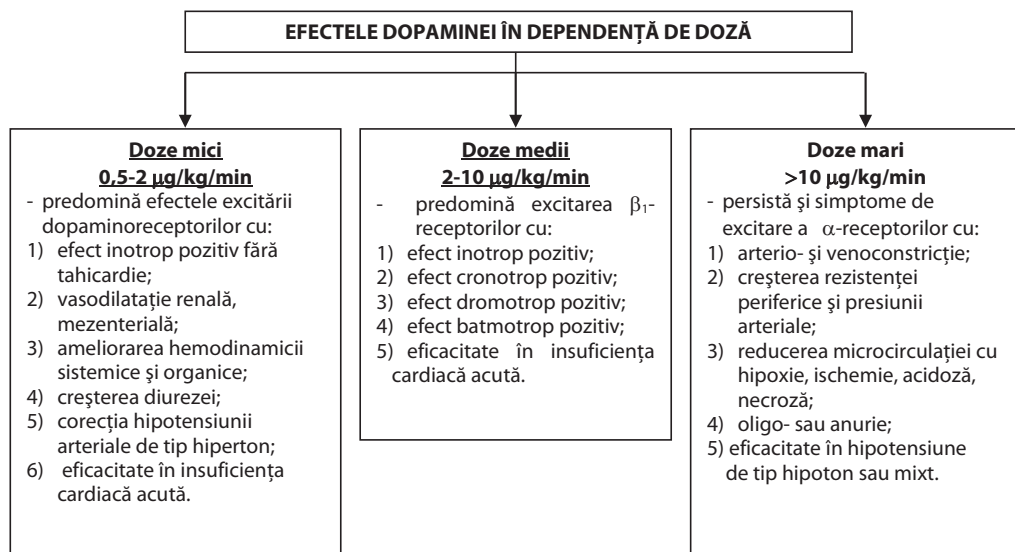 EFECTELE DOPAMINEI ÎN DEPENDENȚĂ DE DOZĂ
Doze mici
0,5-2 μg/kg/min
- predomină efectele excitării
dopaminoreceptorilor cu:
1) efect inotrop pozitiv fără
tahicardie;
2) vasodilatație renală,
mezenterială;
3) ameliorarea hemodinamicii
sistemice și organice;
4) creșterea diurezei;
5) corecția hipotensiunii
arteriale de tip hiperton;
6) eficacitate în insuficiența
cardiacă acută.
Doze medii
2-10 μg/kg/min
- predomină excitarea β1-
receptorilor cu:
1) efect inotrop pozitiv;
2) efect cronotrop pozitiv;
3) efect dromotrop pozitiv;
4) efect batmotrop pozitiv;
5) eficacitate în insuficiența
cardiacă acută.
Doze mari
>10 μg/kg/min
- persistă și simptome de
excitare a α-receptorilor cu:
1) arterio- și venoconstricție;
2) creșterea rezistenței
periferice și presiunii
arteriale;
3) reducerea microcirculației cu
hipoxie, ischemie, acidoză,
necroză;
4) oligo- sau anurie;
5) eficacitate în hipotensiune
de tip hipoton sau mixt.